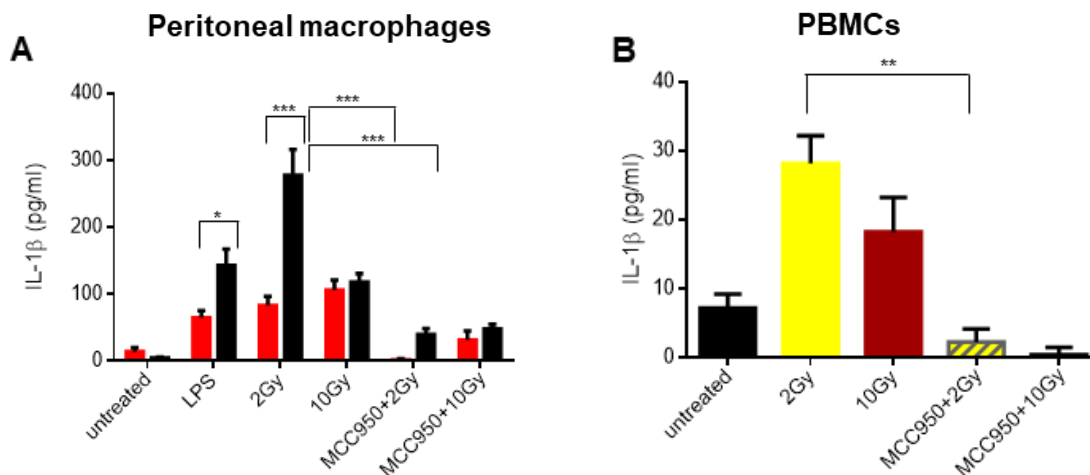 Peritoneal macrophages
A
IL-1β (pg/ml)
400
300
200
100
0
*
***
***
***
untreated
LPS
2Gy
10Gy
MCC950+2Gy
MCC950+10Gy
PBMCs
B
IL-1β (pg/ml)
40
30
20
10
0
**
untreated
2Gy
10Gy
MCC950+2Gy
MCC950+10Gy